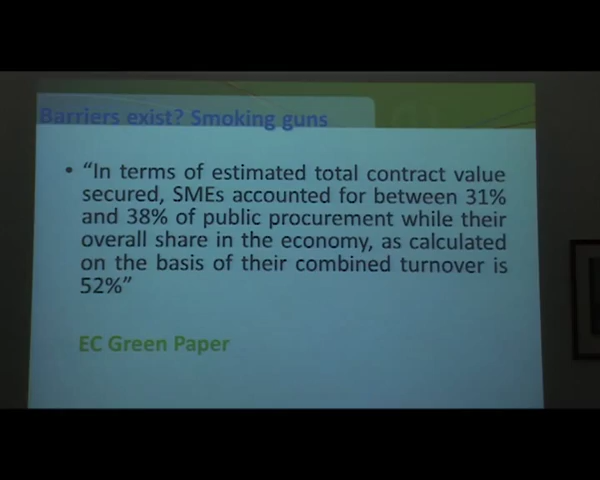 Barriers exist? Smoking guns
• “In terms of estimated total contract value
secured, SMEs accounted for between 31%
and 38% of public procurement while their
overall share in the economy, as calculated
on the basis of their combined turnover is
52%”
EC Green Paper